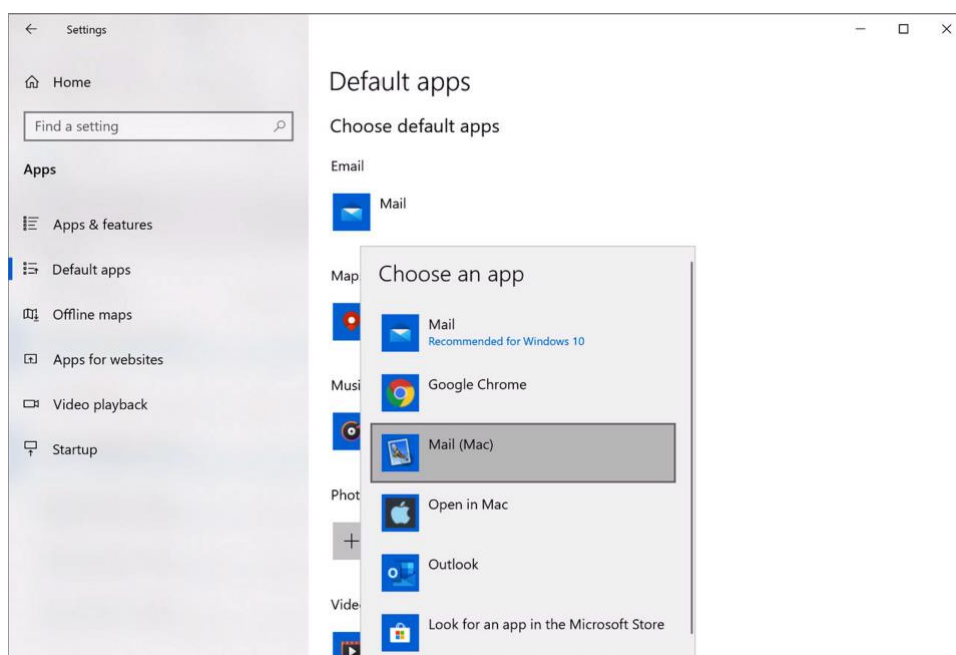 Settings
Home
Find a setting
Apps
Apps & features
Default apps
Offline maps
Apps for websites
Video playback
Startup
Default apps
Choose default apps
Email
Mail
Map
Musi
Phot
Vide
Choose an app
Mail
Recommended for Windows 10
Google Chrome
Mail (Mac)
Open in Mac
Outlook
Look for an app in the Microsoft Store